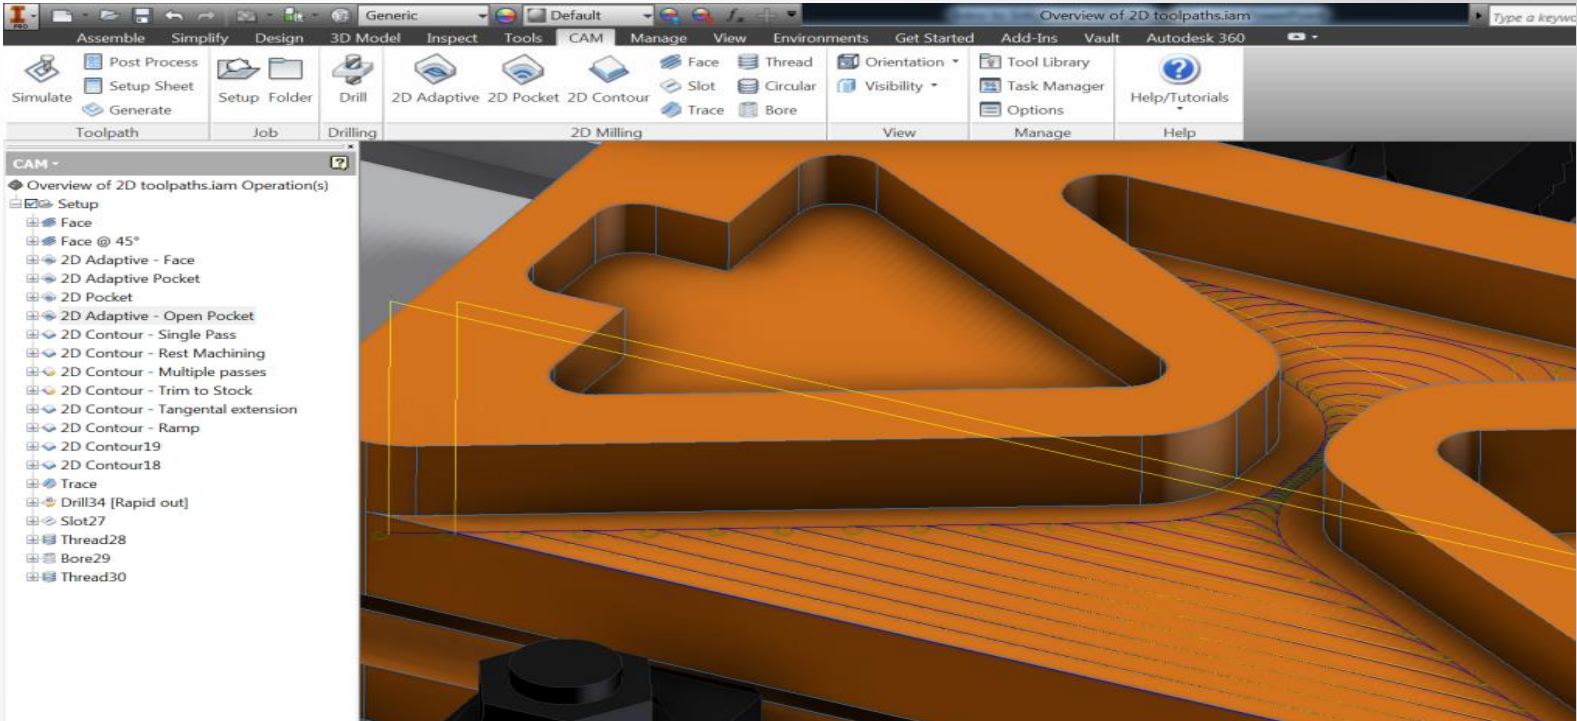 PRO Generic Default Overview of 2D toolpaths.iam Type a keywo
Assemble Simplify Design 3D Model Inspect Tools CAM Manage View Environments Get Started Add-Ins Vault Autodesk 360
Post Process Face Thread Orientation Tool Library
Setup Sheet Slot Circular Visibility Task Manager
Simulate Setup Folder Drill 2D Adaptive 2D Pocket 2D Contour Help/Tutorials
Generate Trace Bore Options
Toolpath Job Drilling 2D Milling View Manage Help
CAM
Overview of 2D toolpaths.iam Operation(s)
Setup
Face
Face @ 45°
2D Adaptive - Face
2D Adaptive Pocket
2D Pocket
2D Adaptive - Open Pocket
2D Contour - Single Pass
2D Contour - Rest Machining
2D Contour - Multiple passes
2D Contour - Trim to Stock
2D Contour - Tangental extension
2D Contour - Ramp
2D Contour19
2D Contour18
Trace
Drill34 [Rapid out]
Slot27
Thread28
Bore29
Thread30